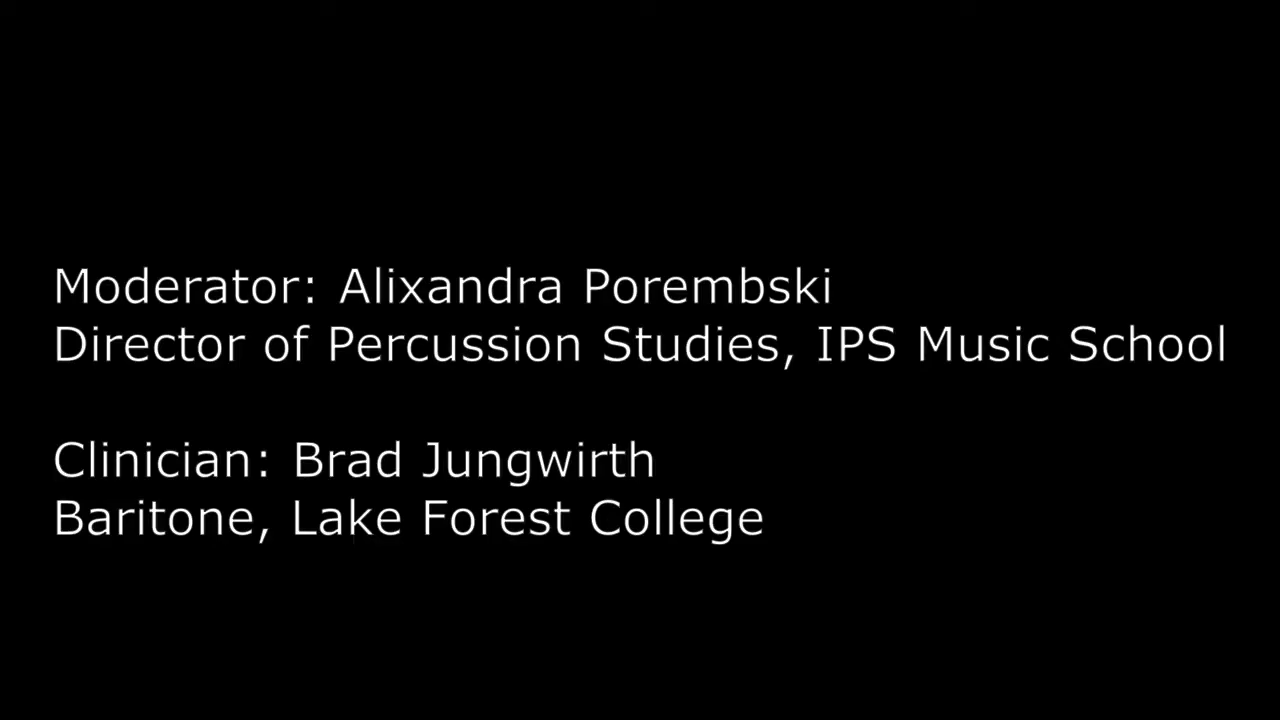 Moderator: Alixandra Porembski
Director of Percussion Studies, IPS Music School
Clinician: Brad Jungwirth
Baritone, Lake Forest College